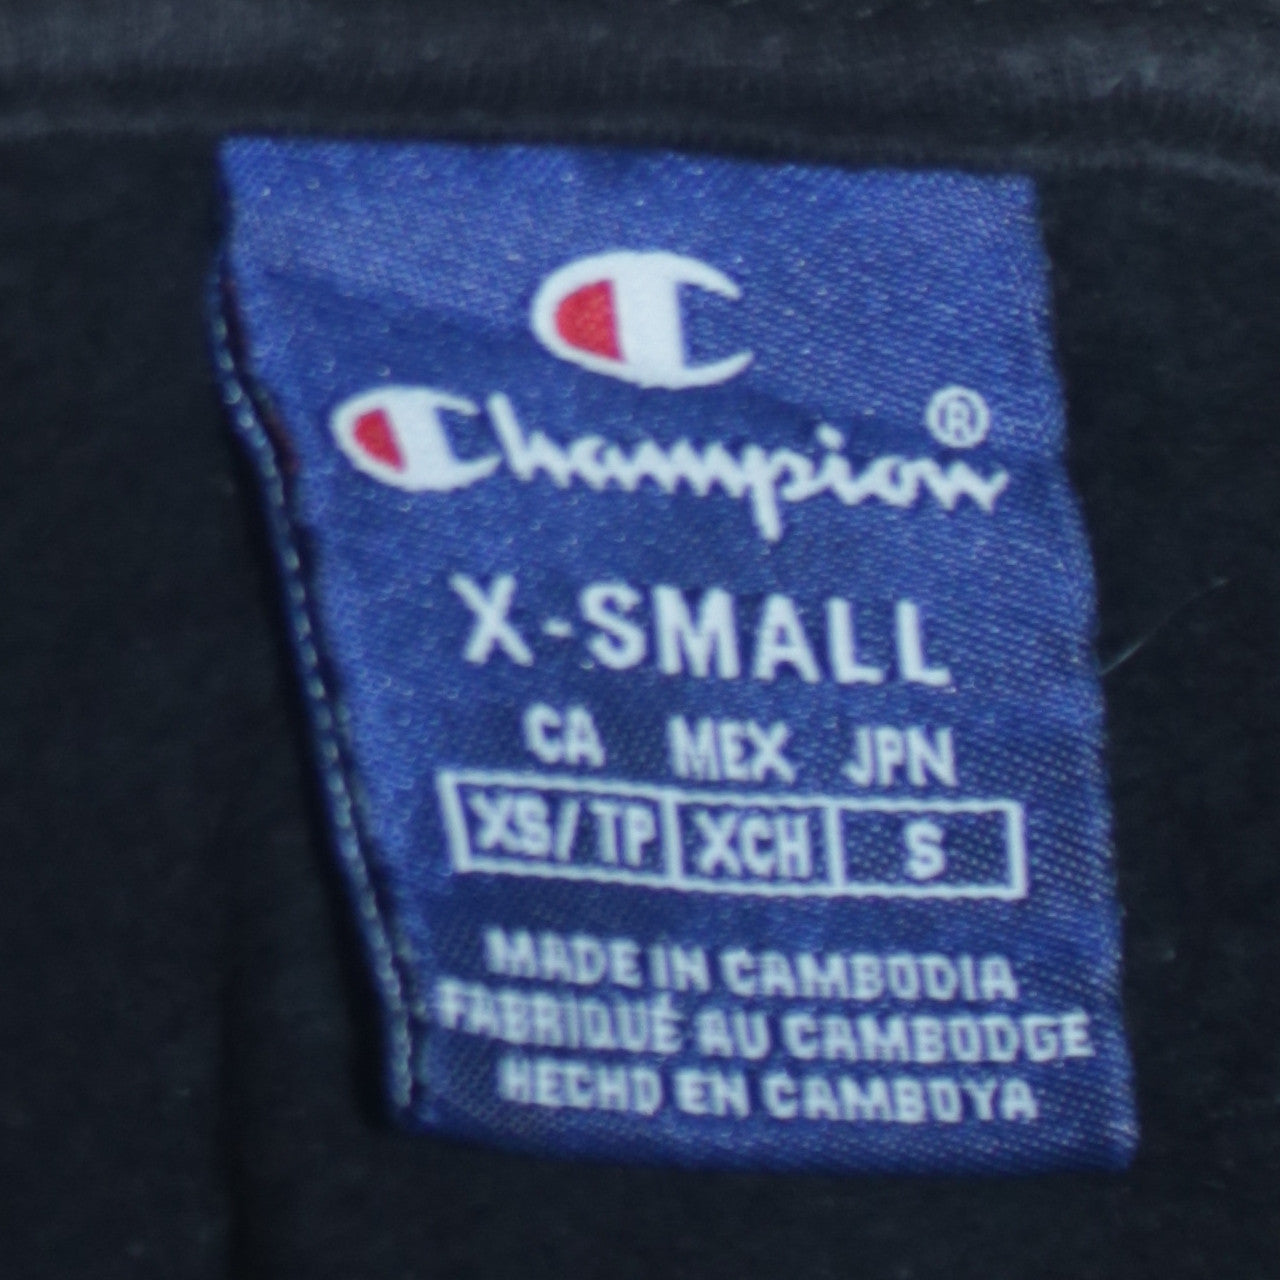 C
Champion®
X-SMALL
CA MEX JPN
XS/TP XCH S
MADE IN CAMBODIA
FABRIQUÉ AU CAMBODGE
HECHO EN CAMBOYA